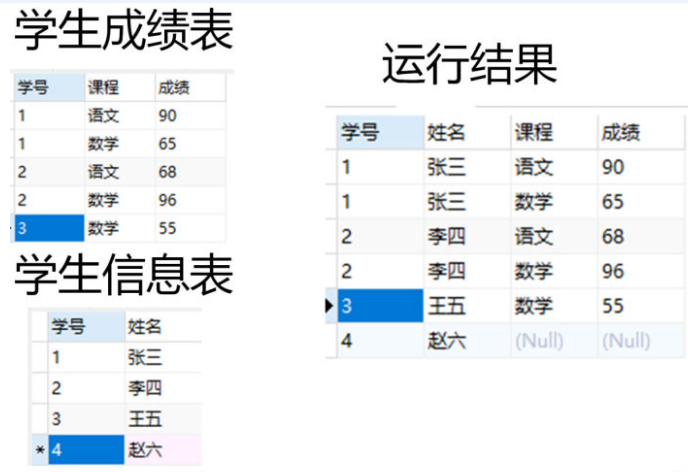 学生成绩表
学号 课程 成绩
1 语文 90
1 数学 65
2 语文 68
2 数学 96
3 数学 55
学生信息表
学号 姓名
1 张三
2 李四
3 王五
* 4 赵六
运行结果
学号 姓名 课程 成绩
1 张三 语文 90
1 张三 数学 65
2 李四 语文 68
2 李四 数学 96
3 王五 数学 55
4 赵六 (Null) (Null)